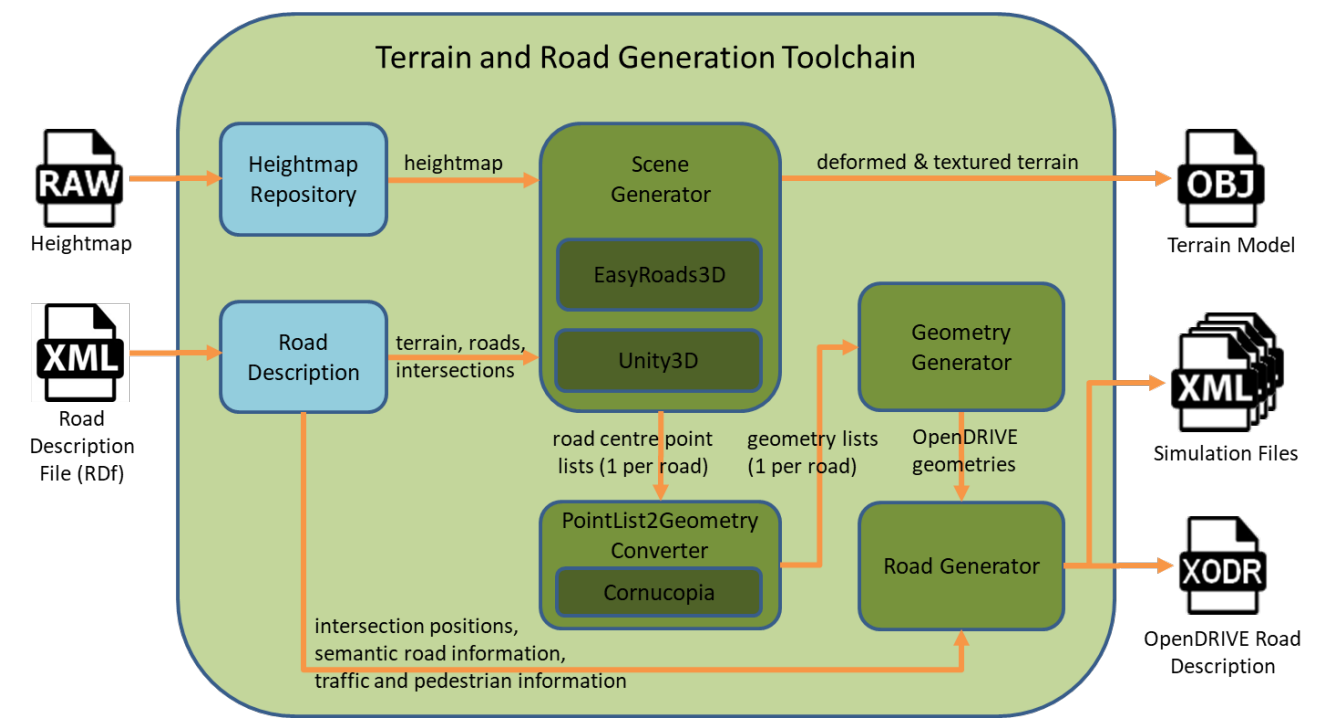 Terrain and Road Generation Toolchain
RAW
Heightmap
Heightmap
Repository
heightmap
Scene
Generator
EasyRoads3D
Unity3D
deformed & textured terrain
OBJ
Terrain Model
XML
Road
Description
File (RDf)
Road
Description
terrain, roads,
intersections
road centre point
lists (1 per road)
PointList2Geometry
Converter
Cornucopia
geometry lists
(1 per road)
Geometry
Generator
OpenDRIVE
geometries
Road Generator
XML
Simulation Files
XODR
OpenDRIVE Road
Description
intersection positions,
semantic road information,
traffic and pedestrian information